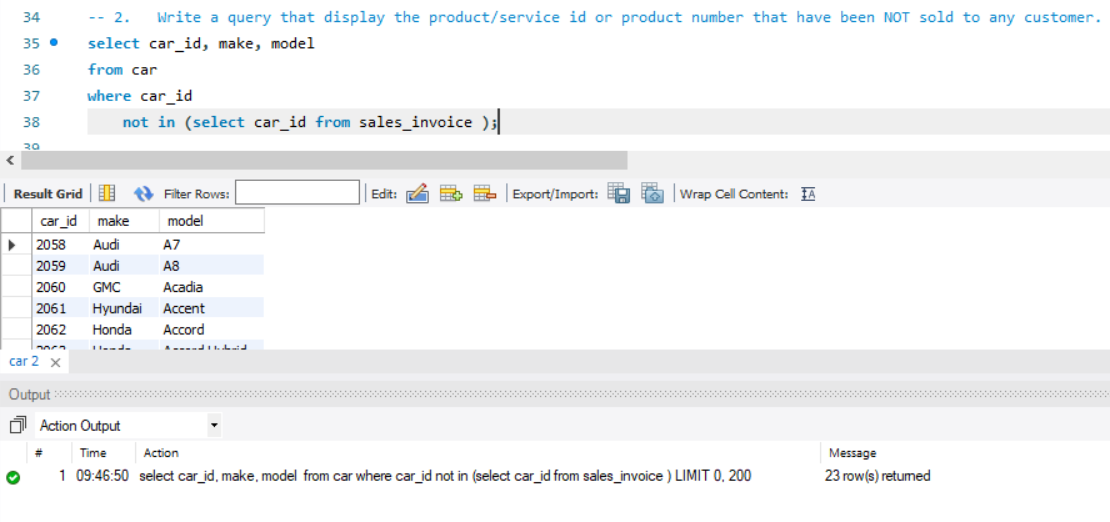 34 -- 2. Write a query that display the product/service id or product number that have been NOT sold to any customer.
35 select car_id, make, model
36 from car
37 where car_id
38 not in (select car_id from sales_invoice );
39
Result Grid Filter Rows: Edit: Export/Import: Wrap Cell Content:
car_id make model
2058 Audi A7
2059 Audi A8
2060 GMC Acadia
2061 Hyundai Accent
2062 Honda Accord
2063 Honda Accord Hybrid
car 2
Output
Action Output
# Time Action Message
1 09:46:50 select car_id, make, model from car where car_id not in (select car_id from sales_invoice ) LIMIT 0, 200 23 row(s) returned